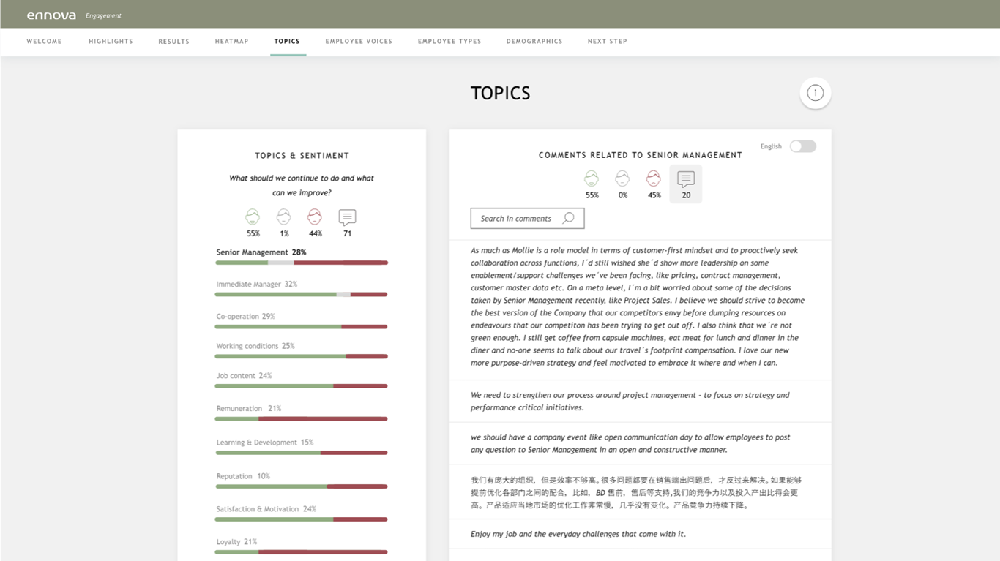 ennova Engagement
WELCOME HIGHLIGHTS RESULTS HEATMAP TOPICS EMPLOYEE VOICES EMPLOYEE TYPES DEMOGRAPHICS NEXT STEP
TOPICS
TOPICS & SENTIMENT
What should we continue to do and what
can we improve?
55% 1% 44% 71
Senior Management 28%
Immediate Manager 32%
Co-operation 29%
Working conditions 25%
Job content 24%
Remuneration 21%
Learning & Development 15%
Reputation 10%
Satisfaction & Motivation 24%
Loyalty 21%
English
COMMENTS RELATED TO SENIOR MANAGEMENT
55% 0% 45% 20
Search in comments
As much as Mollie is a role model in terms of customer-first mindset and to proactively seek
collaboration across functions, I´d still wished she´d show more leadership on some
enablement/support challenges we´ve been facing, like pricing, contract management,
customer master data etc. On a meta level, I´m a bit worried about some of the decisions
taken by Senior Management recently, like Project Sales. I believe we should strive to become
the best version of the Company that our competitors envy before dumping resources on
endeavours that our competiton has been trying to get out off. I also think that we´re not
green enough. I still get coffee from capsule machines, eat meat for lunch and dinner in the
diner and no-one seems to talk about our travel´s footprint compensation. I love our new
more purpose-driven strategy and feel motivated to embrace it where and when I can.
We need to strengthen our process around project management - to focus on strategy and
performance critical initiatives.
we should have a company event like open communication day to allow employees to post
any question to Senior Management in an open and constructive manner.
我们有庞大的组织，但是效率不够高。很多问题都要在销售端出问题后，才反过来解决。如果能够
提前优化各部门之间的配合，比如，BD 售前，售后等支持,我们的竞争力以及投入产出比将会更
高。产品适应当地市场的优化工作非常慢，几乎没有变化。产品竞争力持续下降。
Enjoy my job and the everyday challenges that come with it.